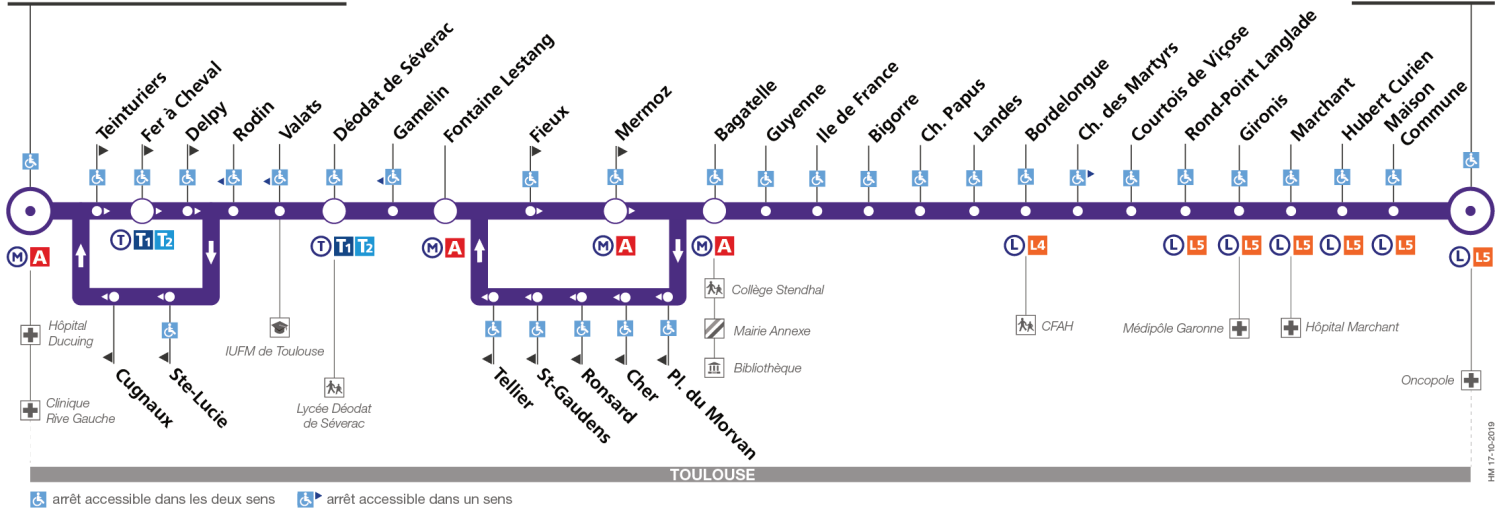 Teinturiers
Fer à Cheval
Delpy
Rodin
Valats
Déodat de Séverac
Gamelin
Fontaine Lestang
Fieux
Mermoz
Bagatelle
Guyenne
Ile de France
Bigorre
Ch. Papus
Landes
Bordelongue
Ch. des Martyrs
Courtois de Viçose
Rond-Point Langlade
Gironis
Marchant
Hubert Curien
Maison
Commune
M A
T T1 T2
T T1 T2
M A
M A
M A
L L4
L L5
L L5
L L5
L L5
L L5
L L5
Hôpital
Ducuing
Clinique
Rive Gauche
Cugnaux
Ste-Lucie
IUFM de Toulouse
Lycée Déodat
de Séverac
Tellier
St-Gaudens
Ronsard
Cher
Pl. du Morvan
Collège Stendhal
Mairie Annexe
Bibliothèque
CFAH
Médipôle Garonne
Hôpital Marchant
Oncopole
HM 17-10-2019
TOULOUSE
arrêt accessible dans les deux sens
arrêt accessible dans un sens